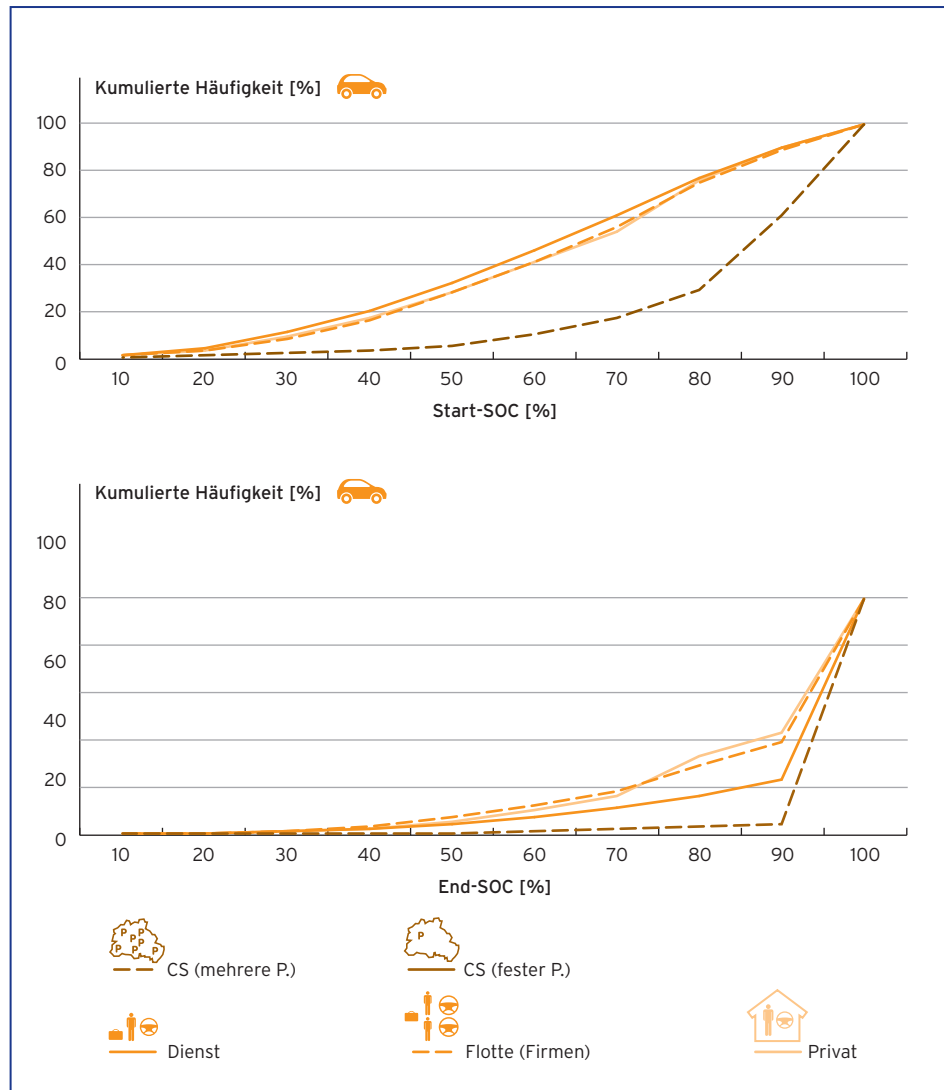 Kumulierte Häufigkeit [%]
100
80
60
40
20
0
10 20 30 40 50 60 70 80 90 100
Start-SOC [%]
Kumulierte Häufigkeit [%]
100
80
60
40
20
0
10 20 30 40 50 60 70 80 90 100
End-SOC [%]
P P P P P P P
P
CS (mehrere P.) CS (fester P.)
Dienst Flotte (Firmen) Privat